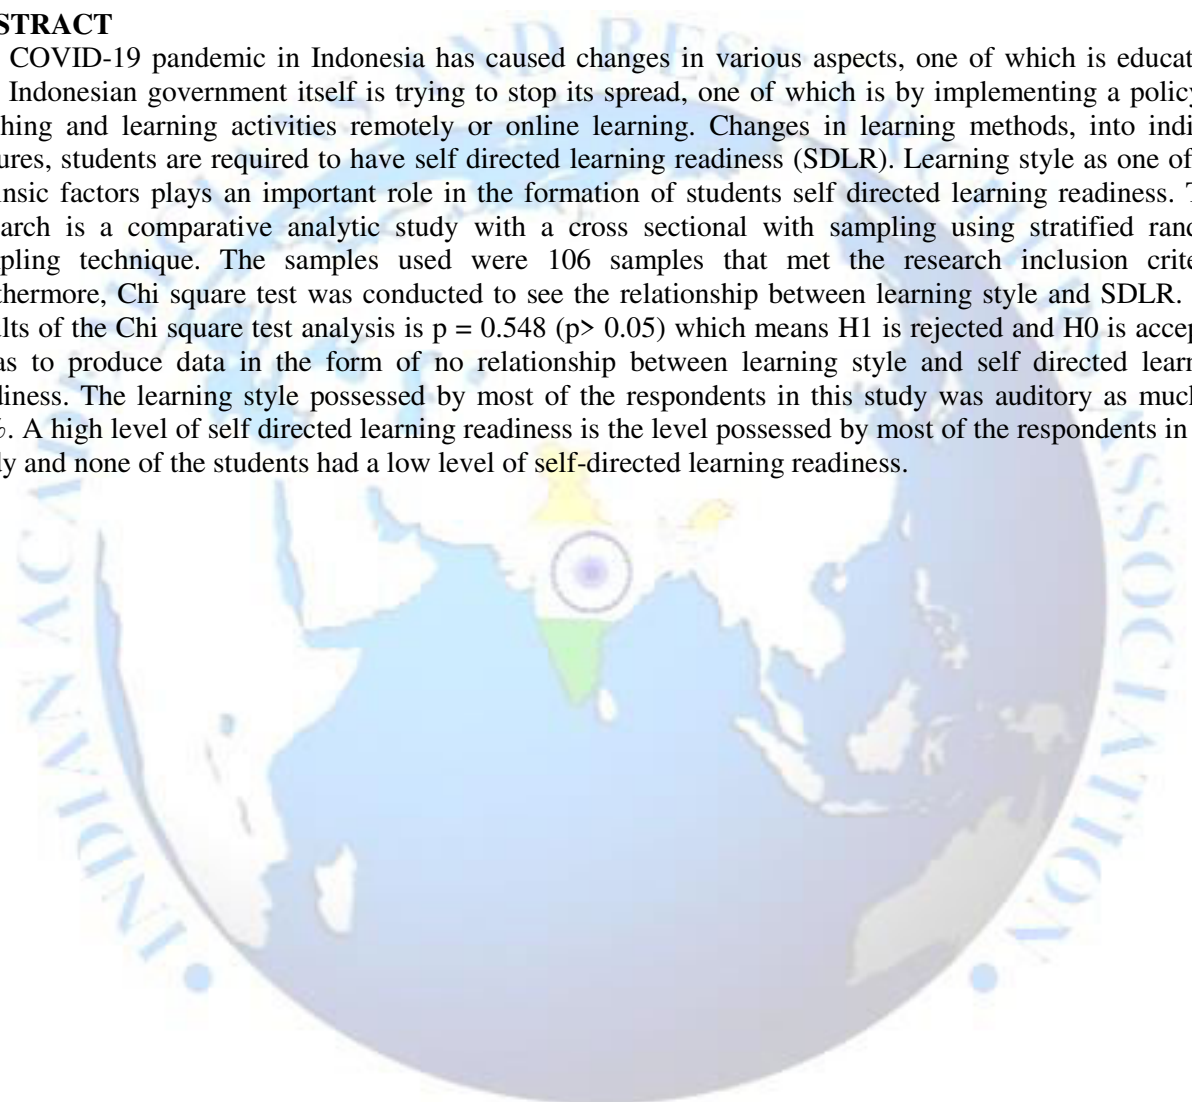 STRACT
COVID-19 pandemic in Indonesia has caused changes in various aspects, one of which is educat
Indonesian government itself is trying to stop its spread, one of which is by implementing a policy
hing and learning activities remotely or online learning. Changes in learning methods, into indi
ures, students are required to have self directed learning readiness (SDLR). Learning style as one of
insic factors plays an important role in the formation of students self directed learning readiness. T
arch is a comparative analytic study with a cross sectional with sampling using stratified rand
pling technique. The samples used were 106 samples that met the research inclusion crite
thermore, Chi square test was conducted to see the relationship between learning style and SDLR.
ults of the Chi square test analysis is p = 0.548 (p> 0.05) which means H1 is rejected and H0 is accep
as to produce data in the form of no relationship between learning style and self directed learn
diness. The learning style possessed by most of the respondents in this study was auditory as much
%. A high level of self directed learning readiness is the level possessed by most of the respondents in
y and none of the students had a low level of self-directed learning readiness.
INDIAN ACADEMICIANS AND RESEARCHERS ASSOCIATION